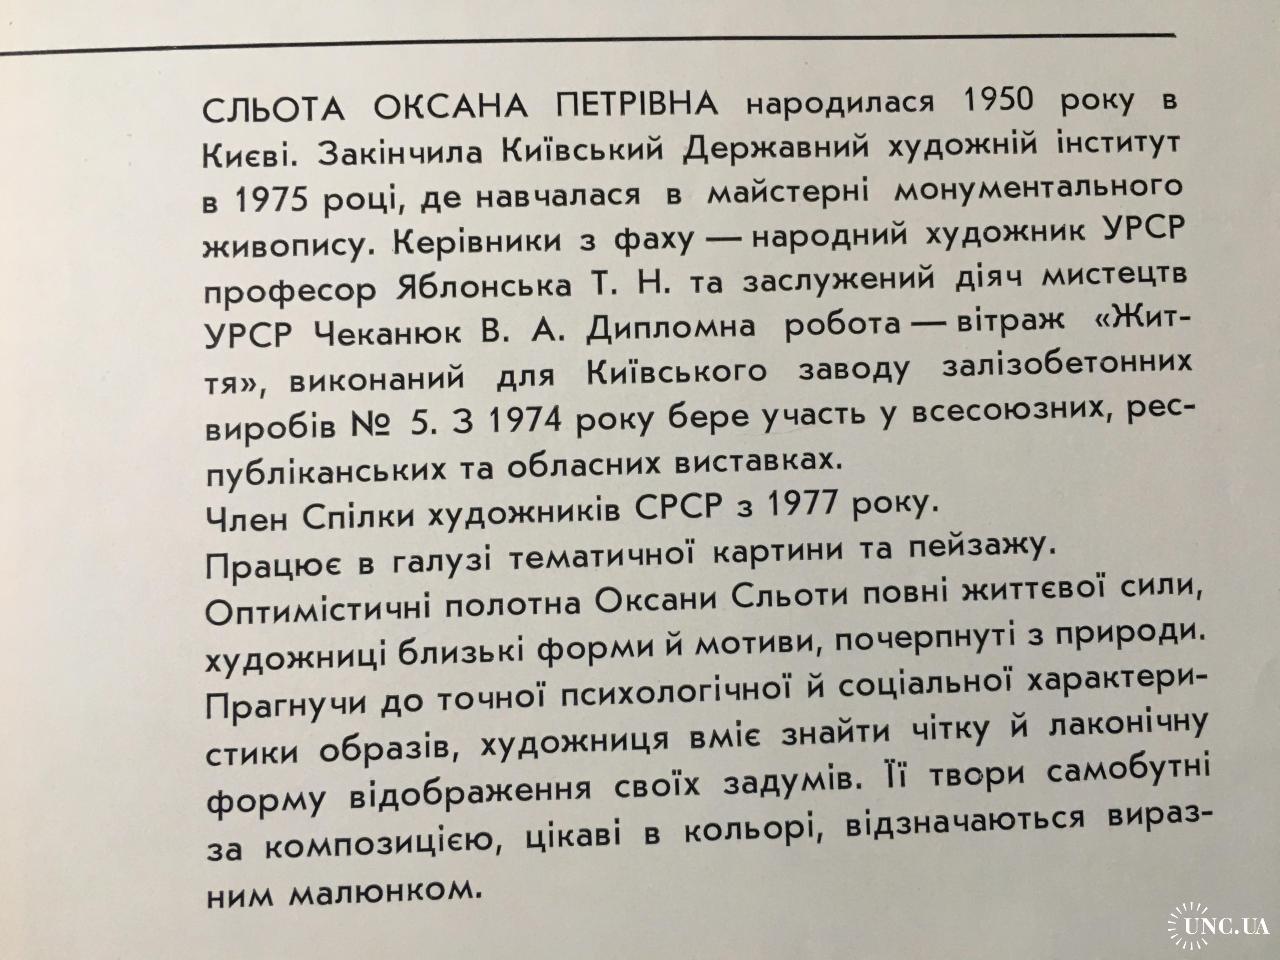 СЛЬОТА ОКСАНА ПЕТРІВНА народилася 1950 року в
Києві. Закінчила Київський Державний художній інститут
в 1975 році, де навчалася в майстерні монументального
живопису. Керівники з фаху — народний художник УРСР
професор Яблонська Т. Н. та заслужений діяч мистецтв
УРСР Чеканюк В. А. Дипломна робота — вітраж «Жит-
тя», виконаний для Київського заводу залізобетонних
виробів № 5. З 1974 року бере участь у всесоюзних, рес-
публіканських та обласних виставках.
Член Спілки художників СРСР з 1977 року.
Працює в галузі тематичної картини та пейзажу.
Оптимістичні полотна Оксани Сльоти повні життєвої сили,
художниці близькі форми й мотиви, почерпнуті з природи.
Прагнучи до точної психологічної й соціальної характери-
стики образів, художниця вміє знайти чітку й лаконічну
форму відображення своїх задумів. Її твори самобутні
за композицією, цікаві в кольорі, відзначаються вираз-
ним малюнком.
UNC.UA